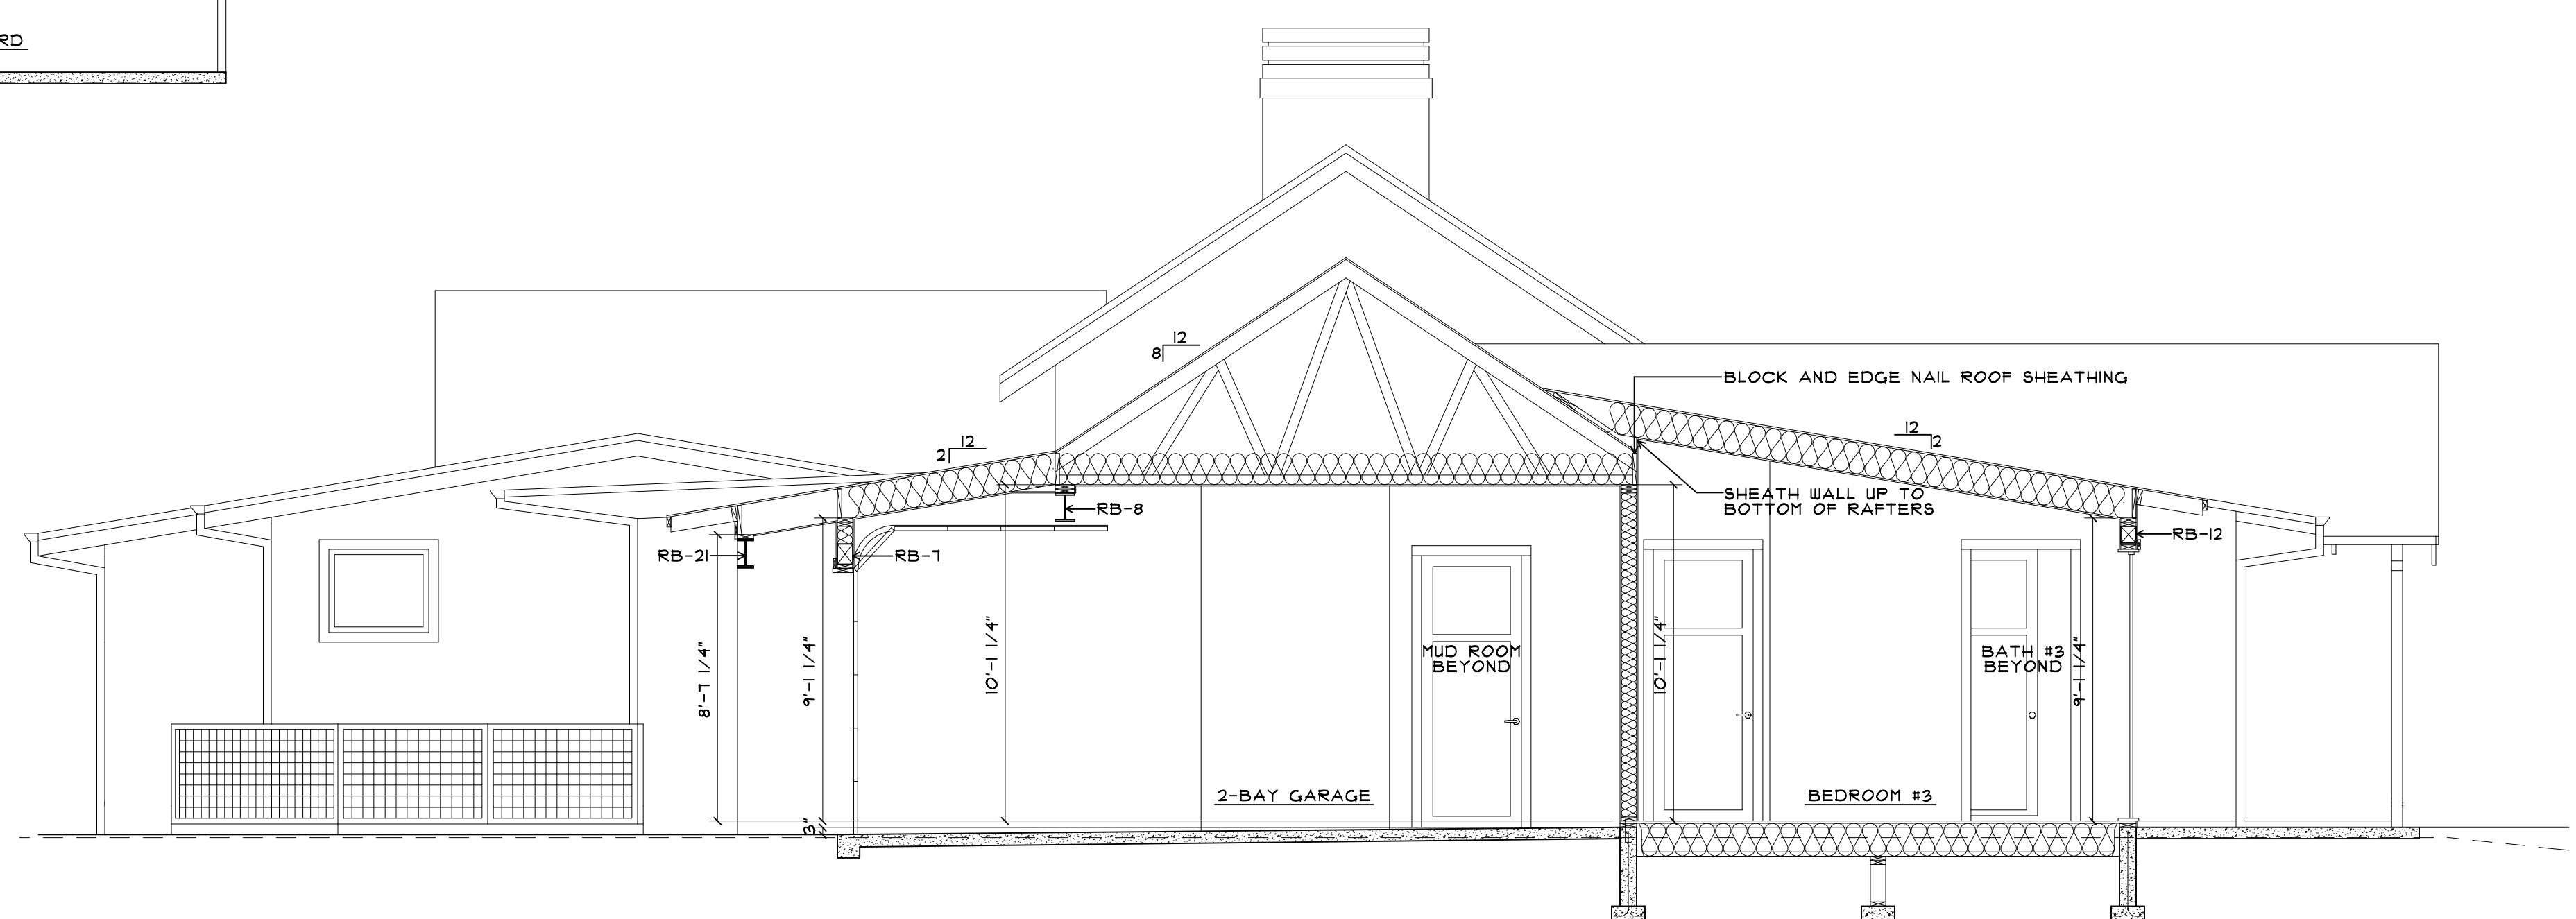 RD
12
8
BLOCK AND EDGE NAIL ROOF SHEATHING
12
2
12
2
SHEATH WALL UP TO
BOTTOM OF RAFTERS
RB-8
RB-21
RB-7
RB-12
8'-7 1/4"
9'-1 1/4"
10'-1 1/4"
MUD ROOM
BEYOND
10'-1 1/4"
BATH #3
BEYOND
9'-1 1/4"
2-BAY GARAGE
BEDROOM #3
3"